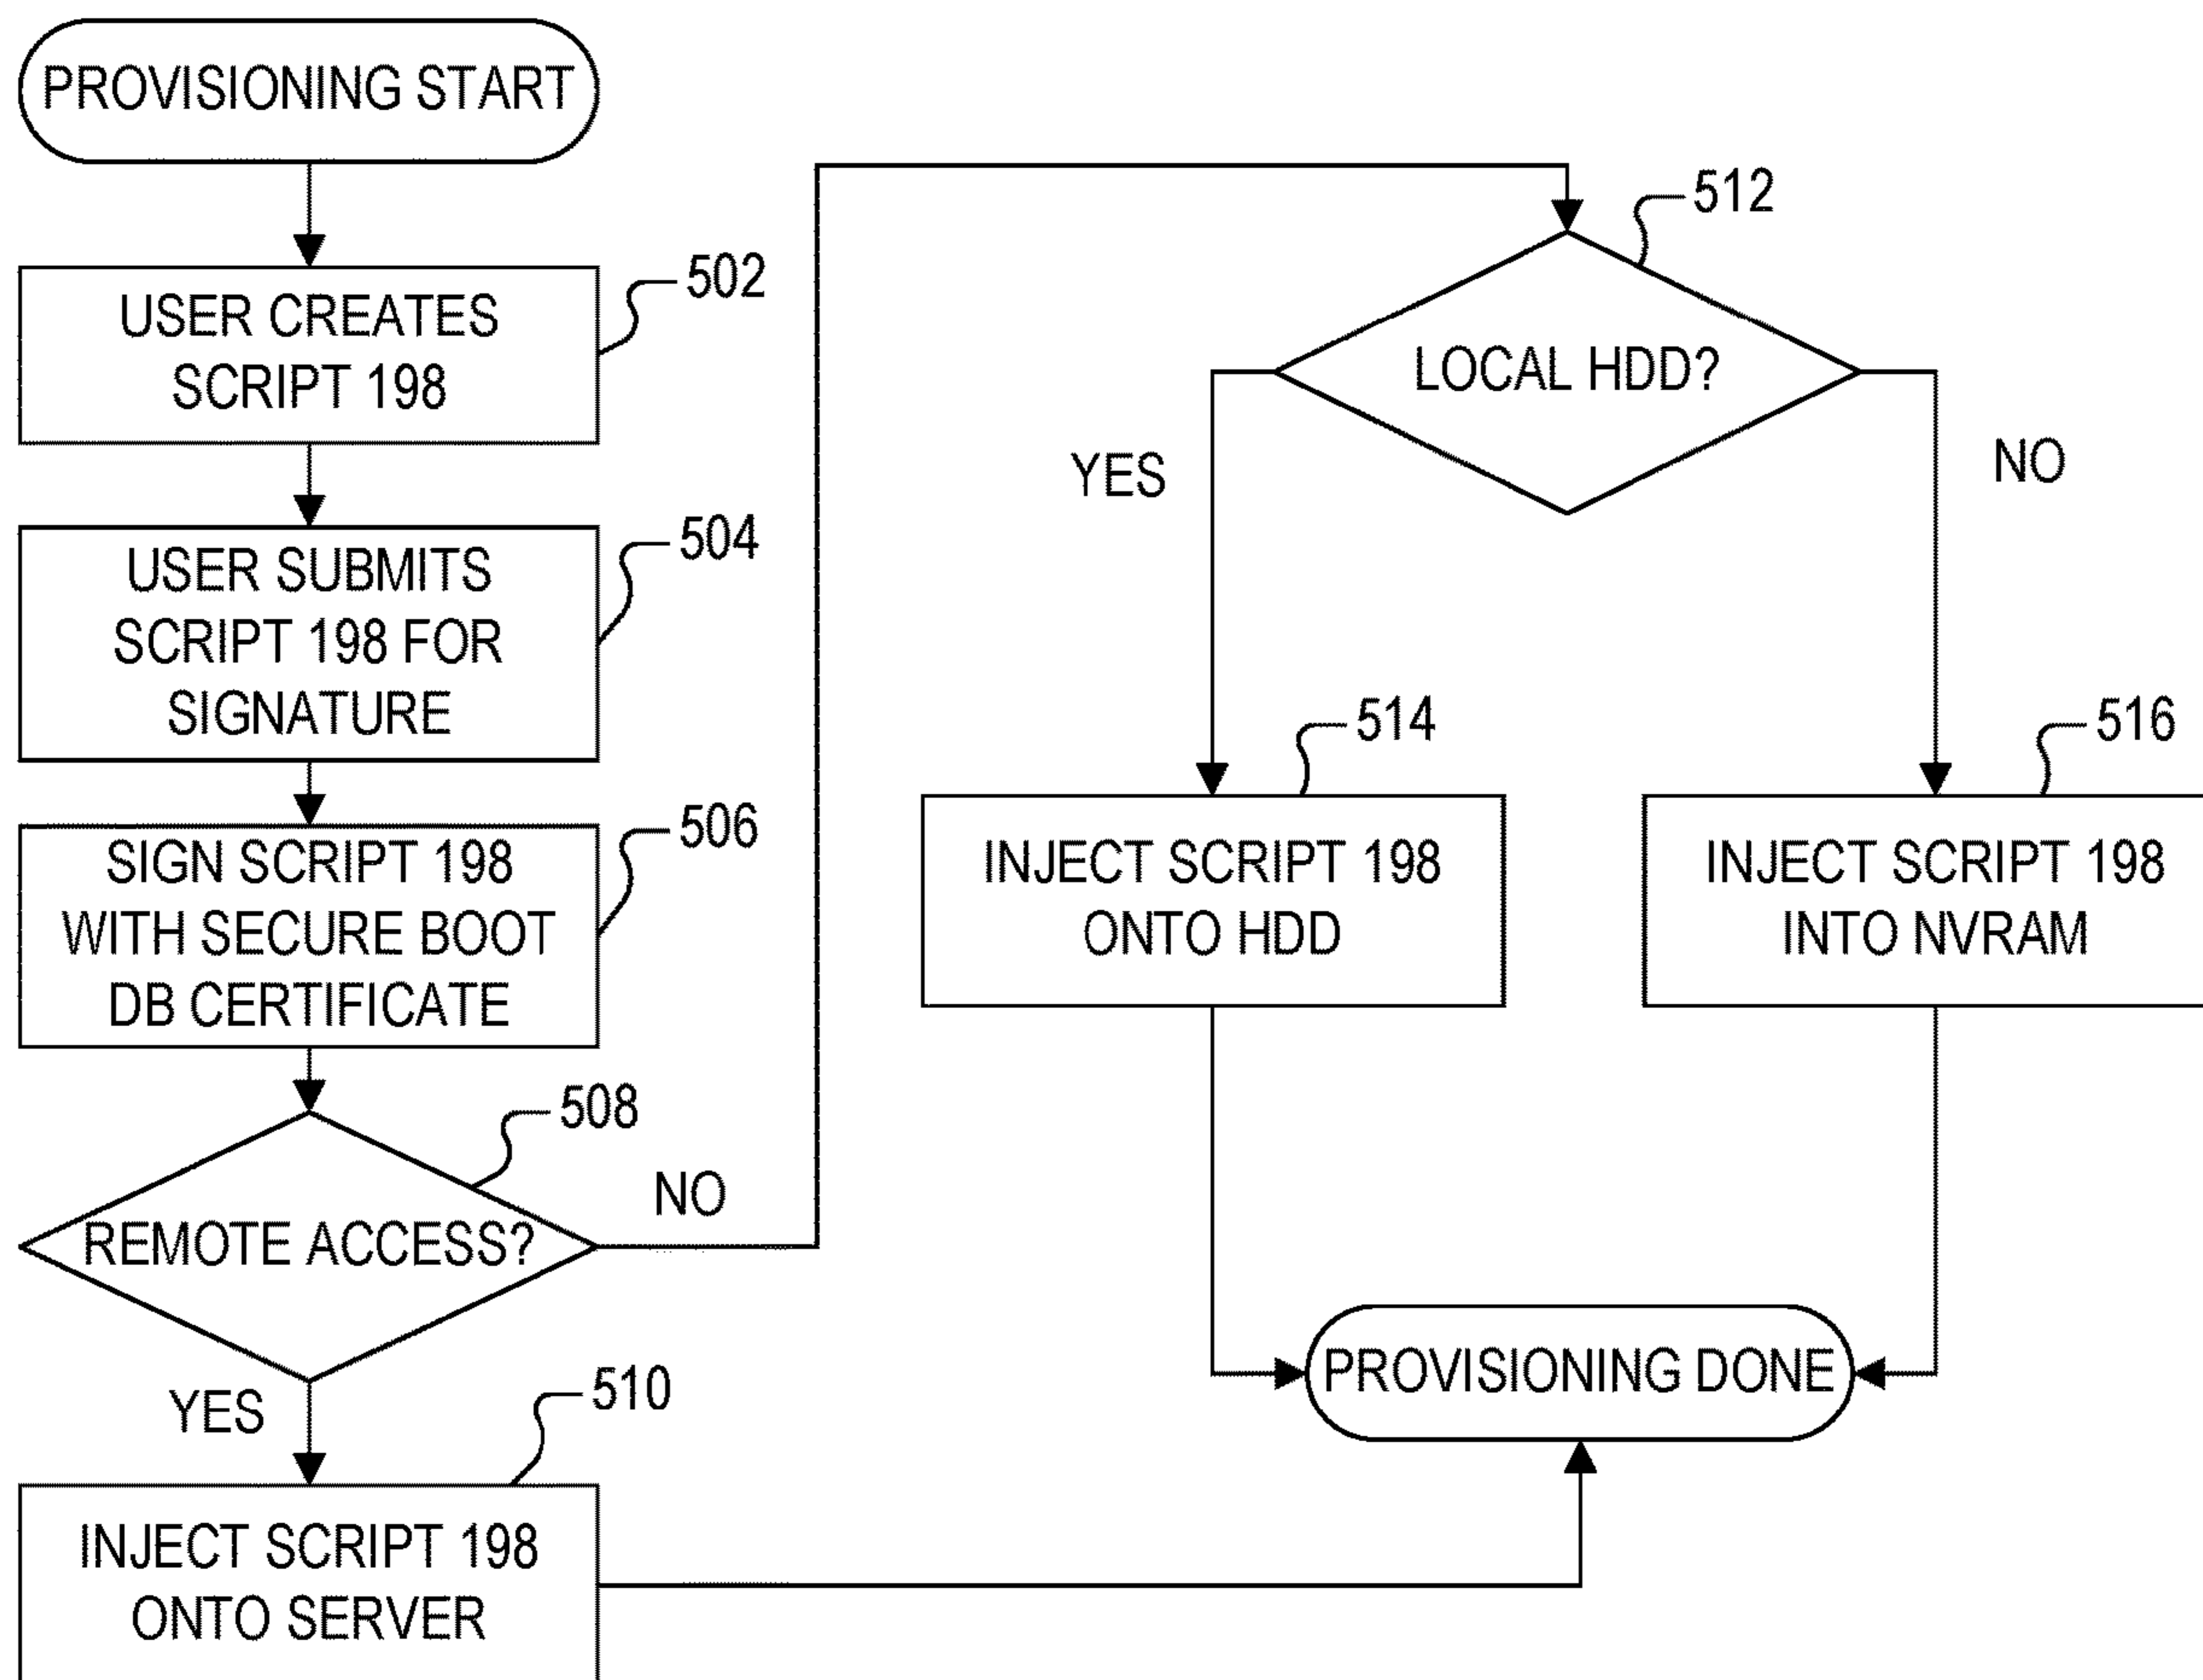 PROVISIONING START
502
USER CREATES
SCRIPT 198
504
USER SUBMITS
SCRIPT 198 FOR
SIGNATURE
506
SIGN SCRIPT 198
WITH SECURE BOOT
DB CERTIFICATE
508
REMOTE ACCESS?
NO
YES
510
INJECT SCRIPT 198
ONTO SERVER
512
LOCAL HDD?
YES
NO
514
INJECT SCRIPT 198
ONTO HDD
516
INJECT SCRIPT 198
INTO NVRAM
PROVISIONING DONE